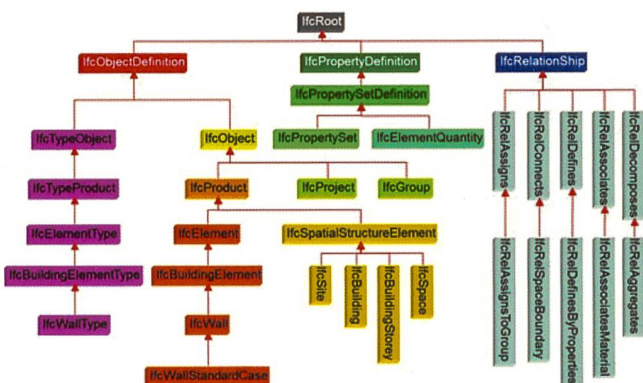 IfcRoot
IfcObjectDefinition
IfcPropertyDefinition
IfcRelationShip
IfcPropertySetDefinition
IfcTypeObject
IfcObject
IfcPropertySet
IfcElementQuantity
IfcRelAssigns
IfcRelConnects
IfcRelDefines
IfcRelAssociates
IfcRelDecomposes
IfcTypeProduct
IfcProduct
IfcProject
IfcGroup
IfcElementType
IfcElement
IfcSpatialStructureElement
IfcBuildingElementType
IfcBuildingElement
IfcSite
IfcBuilding
IfcBuildingStorey
IfcSpace
IfcRelAssignsToGroup
IfcRelSpaceBoundary
IfcRelDefinesByProperties
IfcRelAssociatesMaterial
IfcRelAggregates
IfcWallType
IfcWall
IfcWallStandardCase